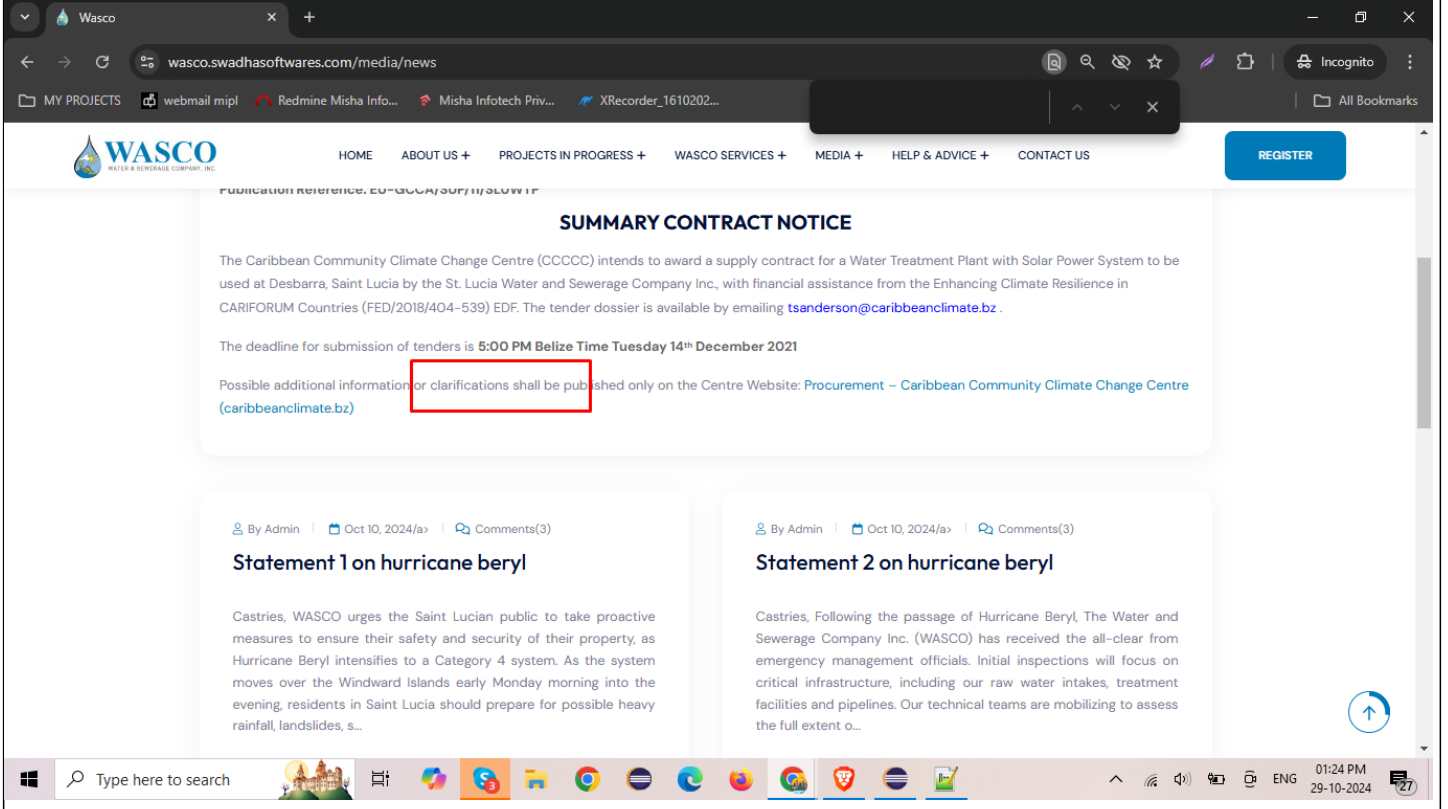 Wasco
wasco.swadhasoftwares.com/media/news
Incognito
MY PROJECTS
webmail mipl
Redmine Misha Info...
Misha Infotech Priv...
XRecorder_1610202...
All Bookmarks
WASCO
WATER & SEWERAGE COMPANY, INC.
HOME
ABOUT US +
PROJECTS IN PROGRESS +
WASCO SERVICES +
MEDIA +
HELP & ADVICE +
CONTACT US
REGISTER
Publication Reference: EU-GCCA/SUP/11/SLUWTP
SUMMARY CONTRACT NOTICE
The Caribbean Community Climate Change Centre (CCCCC) intends to award a supply contract for a Water Treatment Plant with Solar Power System to be
used at Desbarra, Saint Lucia by the St. Lucia Water and Sewerage Company Inc., with financial assistance from the Enhancing Climate Resilience in
CARIFORUM Countries (FED/2018/404-539) EDF. The tender dossier is available by emailing tsanderson@caribbeanclimate.bz .
The deadline for submission of tenders is 5:00 PM Belize Time Tuesday 14th December 2021
Possible additional information or clarifications shall be published only on the Centre Website: Procurement – Caribbean Community Climate Change Centre
(caribbeanclimate.bz)
By Admin
Oct 10, 2024/a>
Comments(3)
Statement 1 on hurricane beryl
Castries, WASCO urges the Saint Lucian public to take proactive
measures to ensure their safety and security of their property, as
Hurricane Beryl intensifies to a Category 4 system. As the system
moves over the Windward Islands early Monday morning into the
evening, residents in Saint Lucia should prepare for possible heavy
rainfall, landslides, s...
By Admin
Oct 10, 2024/a>
Comments(3)
Statement 2 on hurricane beryl
Castries, Following the passage of Hurricane Beryl, The Water and
Sewerage Company Inc. (WASCO) has received the all-clear from
emergency management officials. Initial inspections will focus on
critical infrastructure, including our raw water intakes, treatment
facilities and pipelines. Our technical teams are mobilizing to assess
the full extent o...
Type here to search
ENG
01:24 PM
29-10-2024
27